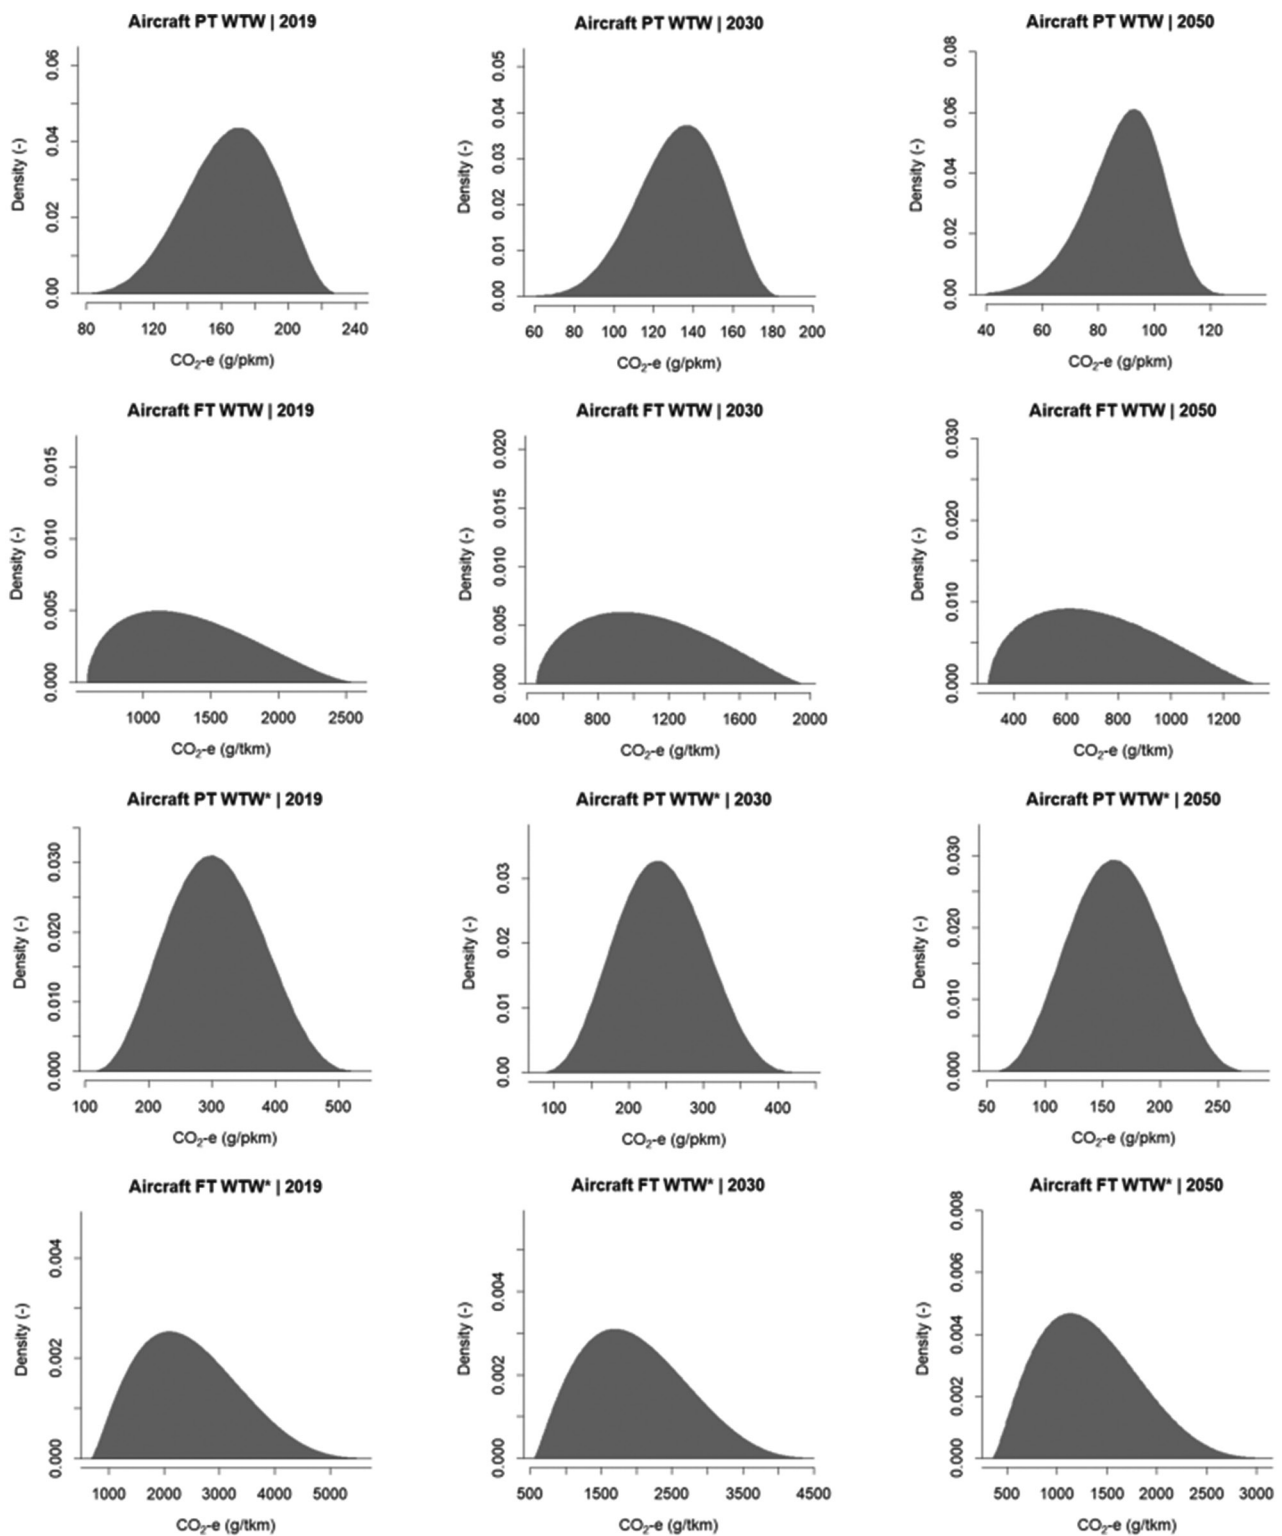 Aircraft PT WTW | 2019
Density (-)
0.00 0.02 0.04 0.06
80 120 160 200 240
CO₂-e (g/pkm)
Aircraft PT WTW | 2030
Density (-)
0.00 0.01 0.02 0.03 0.04 0.05
60 80 100 120 140 160 180 200
CO₂-e (g/pkm)
Aircraft PT WTW | 2050
Density (-)
0.00 0.02 0.04 0.06 0.08
40 60 80 100 120
CO₂-e (g/pkm)
Aircraft FT WTW | 2019
Density (-)
0.000 0.005 0.010 0.015
1000 1500 2000 2500
CO₂-e (g/tkm)
Aircraft FT WTW | 2030
Density (-)
0.000 0.005 0.010 0.015 0.020
400 800 1200 1600 2000
CO₂-e (g/tkm)
Aircraft FT WTW | 2050
Density (-)
0.000 0.010 0.020 0.030
400 600 800 1000 1200
CO₂-e (g/tkm)
Aircraft PT WTW* | 2019
Density (-)
0.000 0.010 0.020 0.030
100 200 300 400 500
CO₂-e (g/pkm)
Aircraft PT WTW* | 2030
Density (-)
0.00 0.01 0.02 0.03
100 200 300 400
CO₂-e (g/pkm)
Aircraft PT WTW* | 2050
Density (-)
0.000 0.010 0.020 0.030
50 100 150 200 250
CO₂-e (g/pkm)
Aircraft FT WTW* | 2019
Density (-)
0.000 0.002 0.004
1000 2000 3000 4000 5000
CO₂-e (g/tkm)
Aircraft FT WTW* | 2030
Density (-)
0.000 0.002 0.004
500 1500 2500 3500 4500
CO₂-e (g/tkm)
Aircraft FT WTW* | 2050
Density (-)
0.000 0.002 0.004 0.006 0.008
500 1000 1500 2000 2500 3000
CO₂-e (g/tkm)